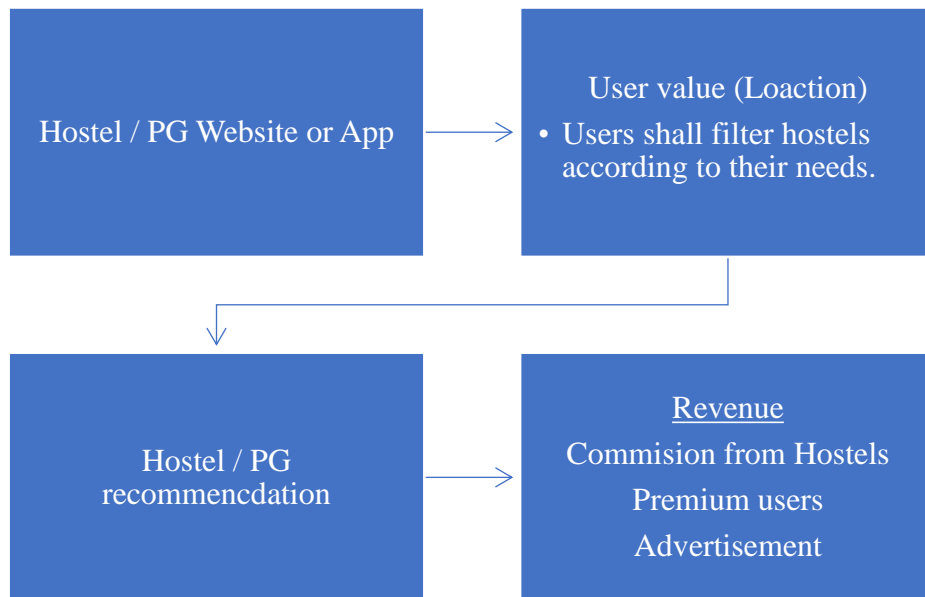 Hostel / PG Website or App
User value (Loaction)
• Users shall filter hostels
according to their needs.
Hostel / PG
recommencdation
Revenue
Commision from Hostels
Premium users
Advertisement